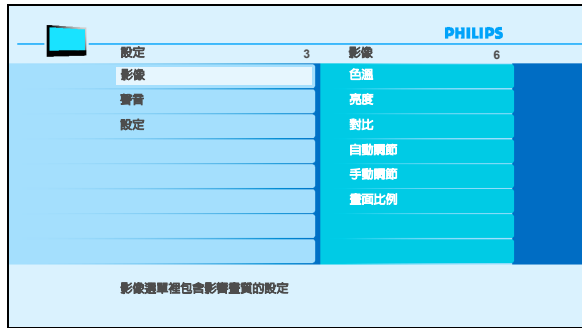 PHILIPS
設定 3 影像 6
影像 色溫
聲音 亮度
設定 對比
自動調節
手動調節
畫面比例
影像選單裡包含影響畫質的設定